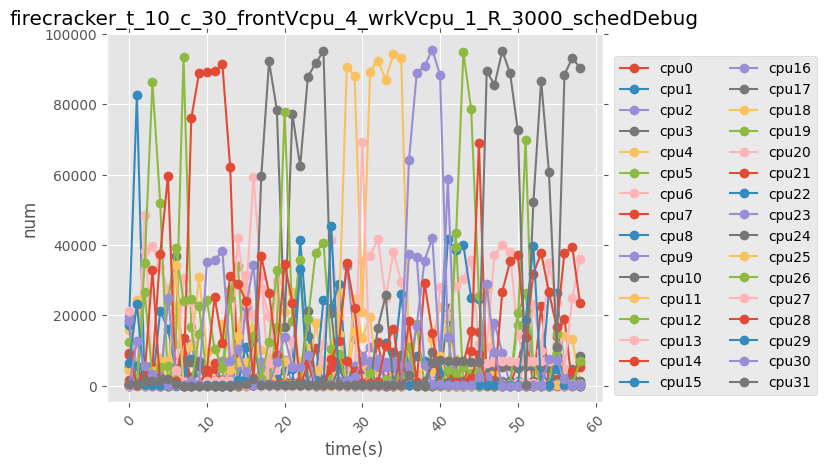 firecracker_t_10_c_30_frontVcpu_4_wrkVcpu_1_R_3000_schedDebug
num
100000
80000
60000
40000
20000
0
0 10 20 30 40 50 60
time(s)
cpu0 cpu16
cpu1 cpu17
cpu2 cpu18
cpu3 cpu19
cpu4 cpu20
cpu5 cpu21
cpu6 cpu22
cpu7 cpu23
cpu8 cpu24
cpu9 cpu25
cpu10 cpu26
cpu11 cpu27
cpu12 cpu28
cpu13 cpu29
cpu14 cpu30
cpu15 cpu31